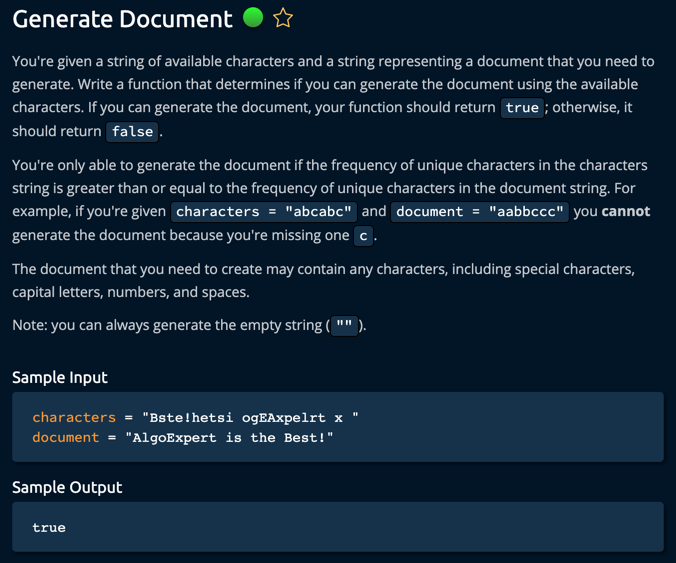 Generate Document
You're given a string of available characters and a string representing a document that you need to
generate. Write a function that determines if you can generate the document using the available
characters. If you can generate the document, your function should return true ; otherwise, it
should return false .
You're only able to generate the document if the frequency of unique characters in the characters
string is greater than or equal to the frequency of unique characters in the document string. For
example, if you're given characters = "abcabc" and document = "aabbccc" you cannot
generate the document because you're missing one c .
The document that you need to create may contain any characters, including special characters,
capital letters, numbers, and spaces.
Note: you can always generate the empty string ( "" ).
Sample Input
characters = "Bste!hetsi ogEAxpelrt x "
document = "AlgoExpert is the Best!"
Sample Output
true